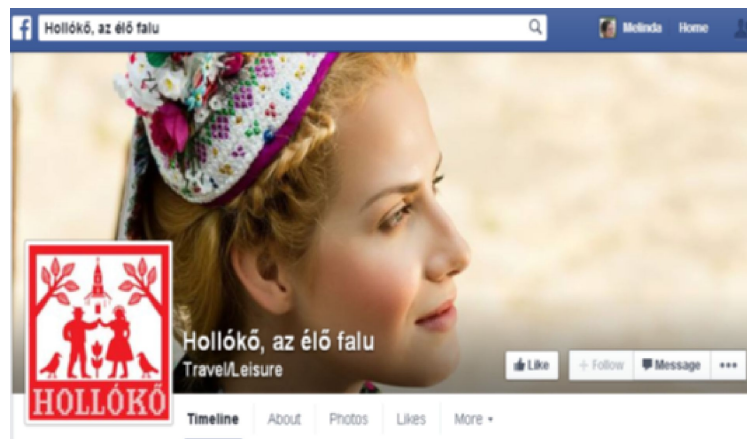 Hollókő, az élő falu
Melinda Home
Hollókő, az élő falu
Travel/Leisure
Like
+ Follow
Message
HOLLÓKŐ
Timeline About Photos Likes More